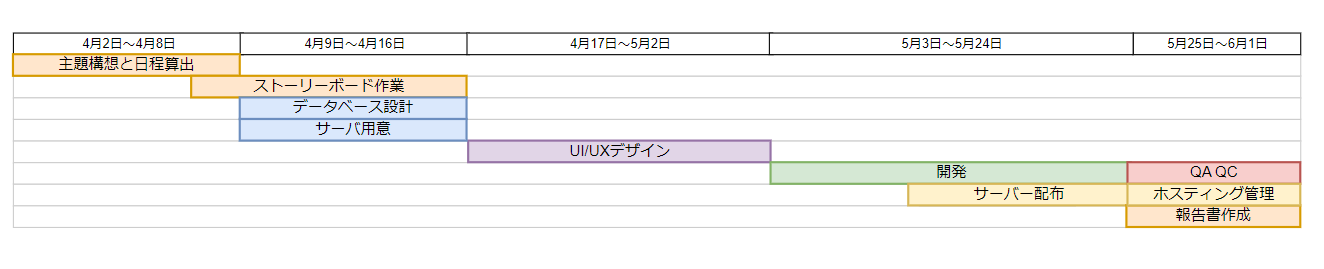 4月2日～4月8日
4月9日～4月16日
4月17日～5月2日
5月3日～5月24日
5月25日～6月1日
主題構想と日程算出
ストーリーボード作業
データベース設計
サーバ用意
UI/UXデザイン
開発
QA QC
サーバー配布
ホスティング管理
報告書作成